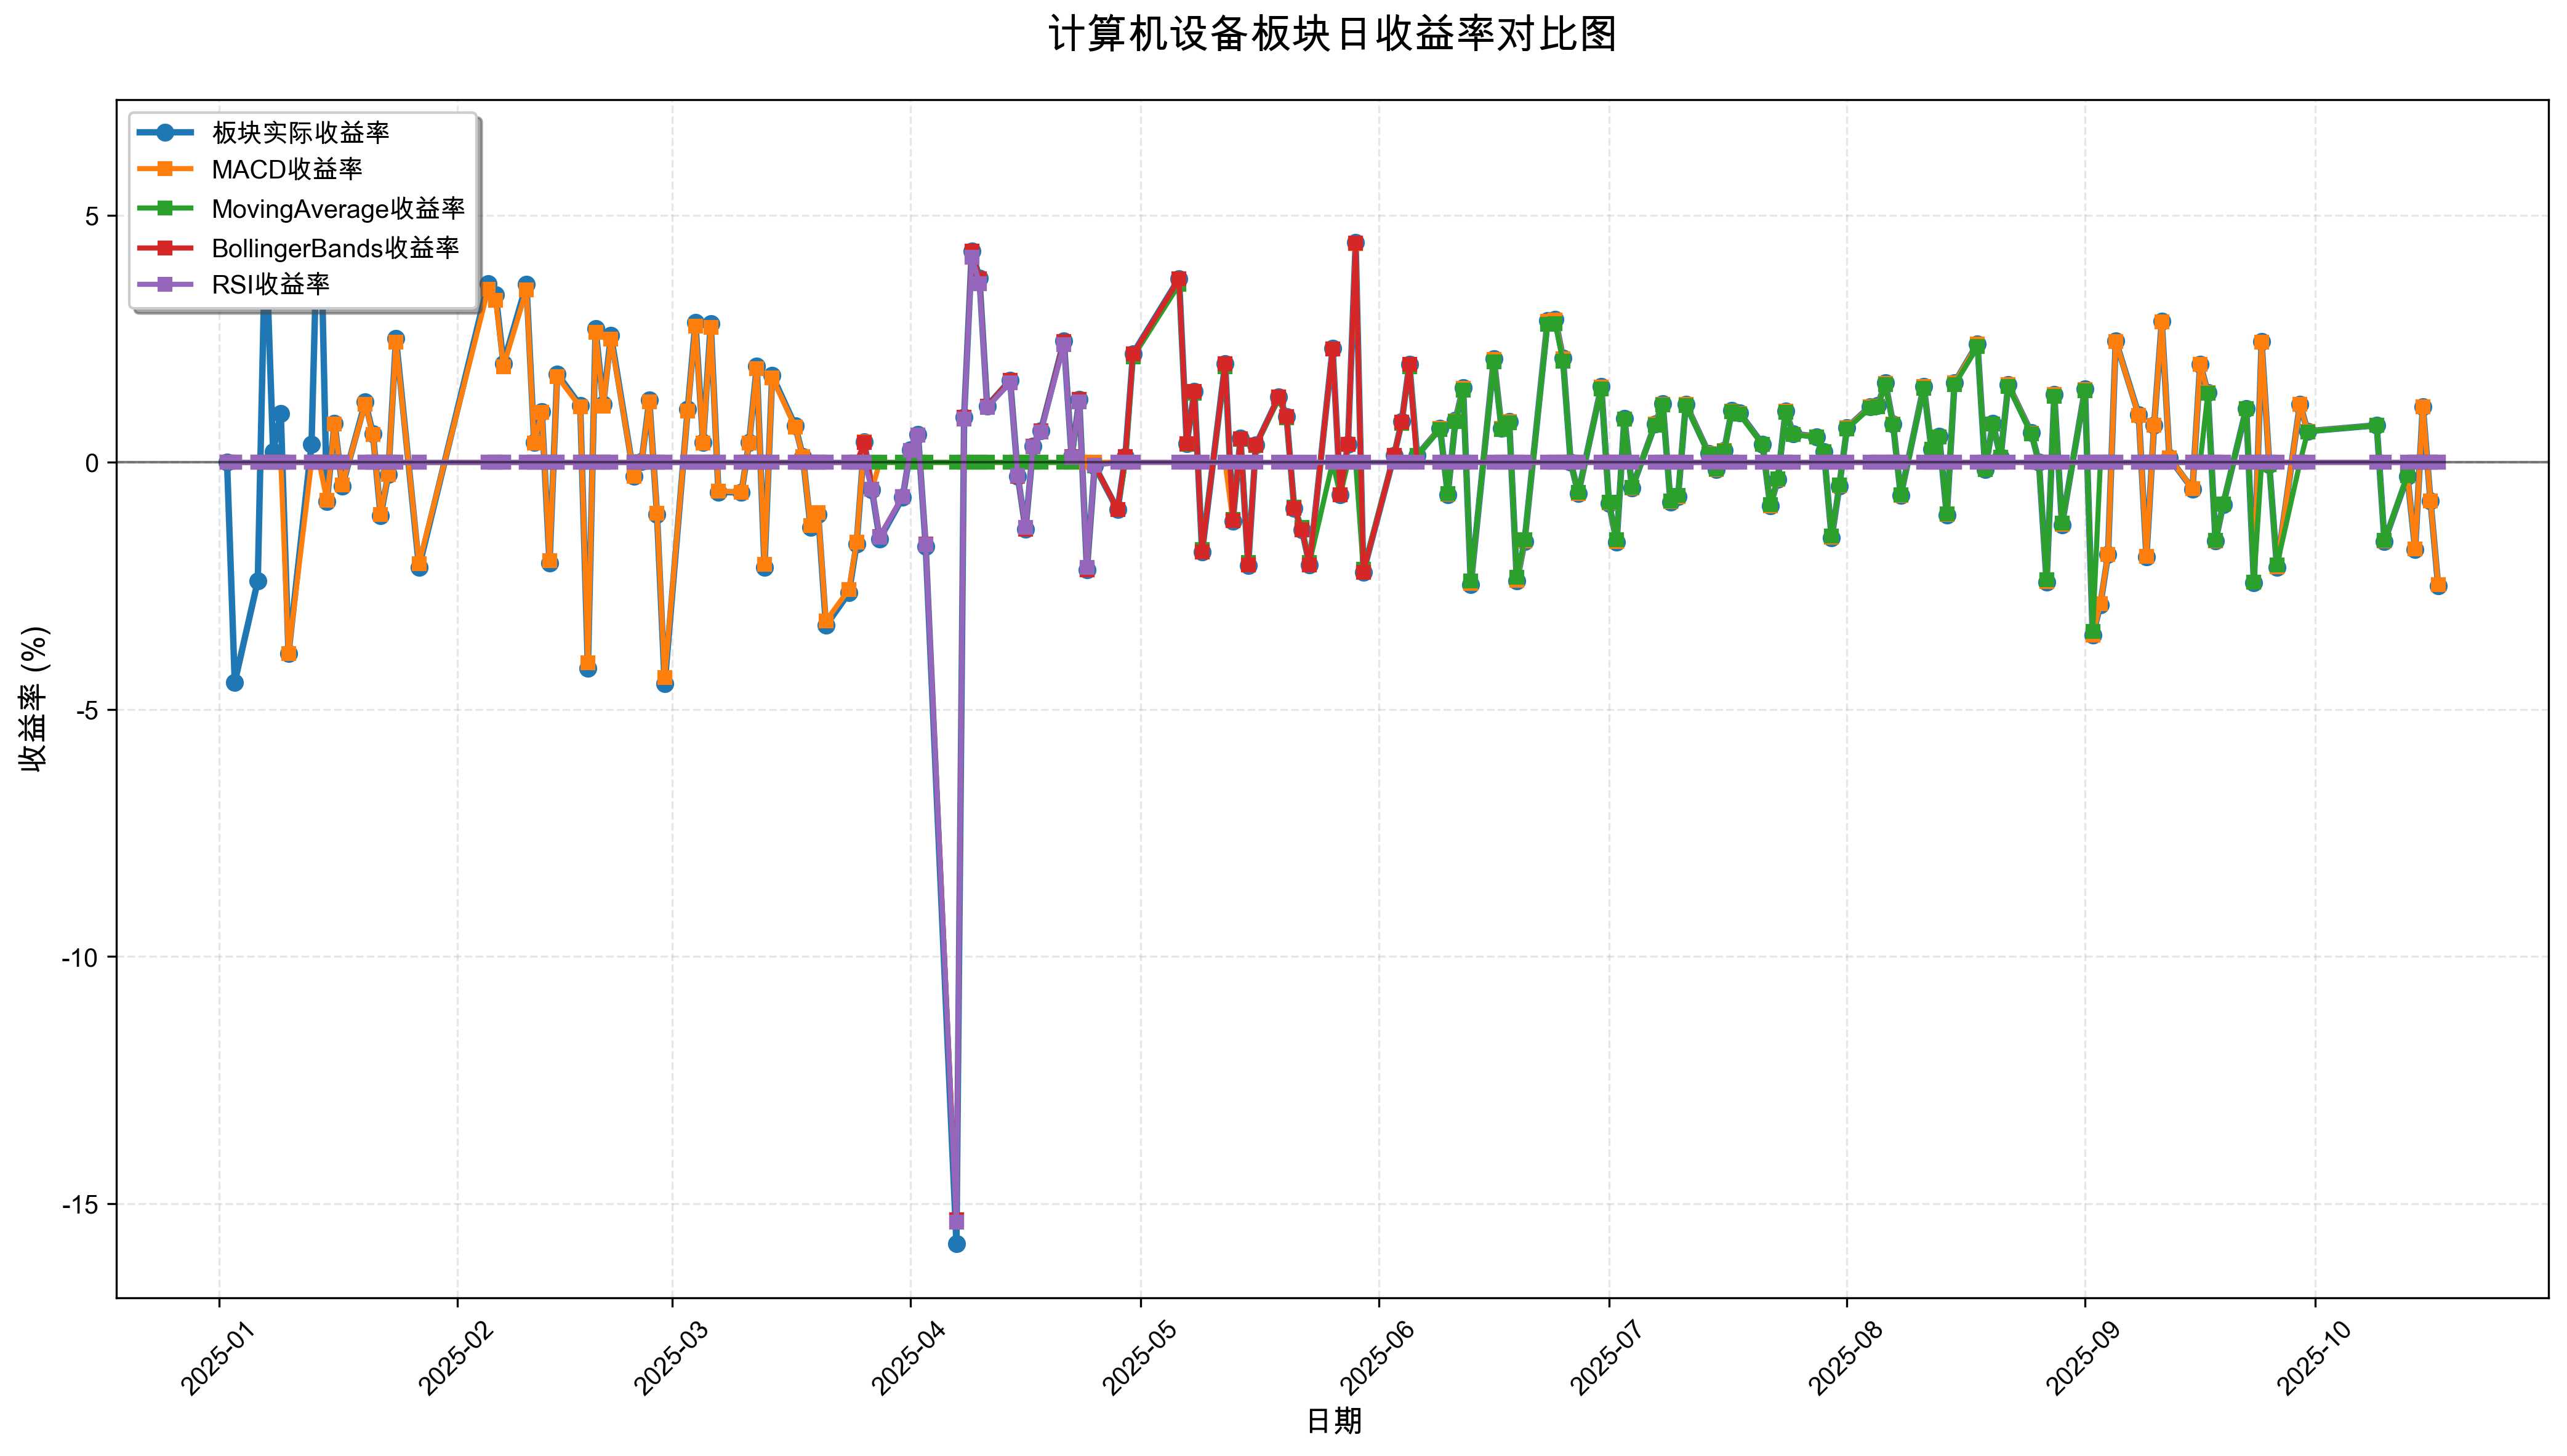 计算机设备板块日收益率对比图
板块实际收益率
MACD收益率
MovingAverage收益率
BollingerBands收益率
RSI收益率
收益率 (%)
5
0
-5
-10
-15
2025-01
2025-02
2025-03
2025-04
2025-05
2025-06
2025-07
2025-08
2025-09
2025-10
日期